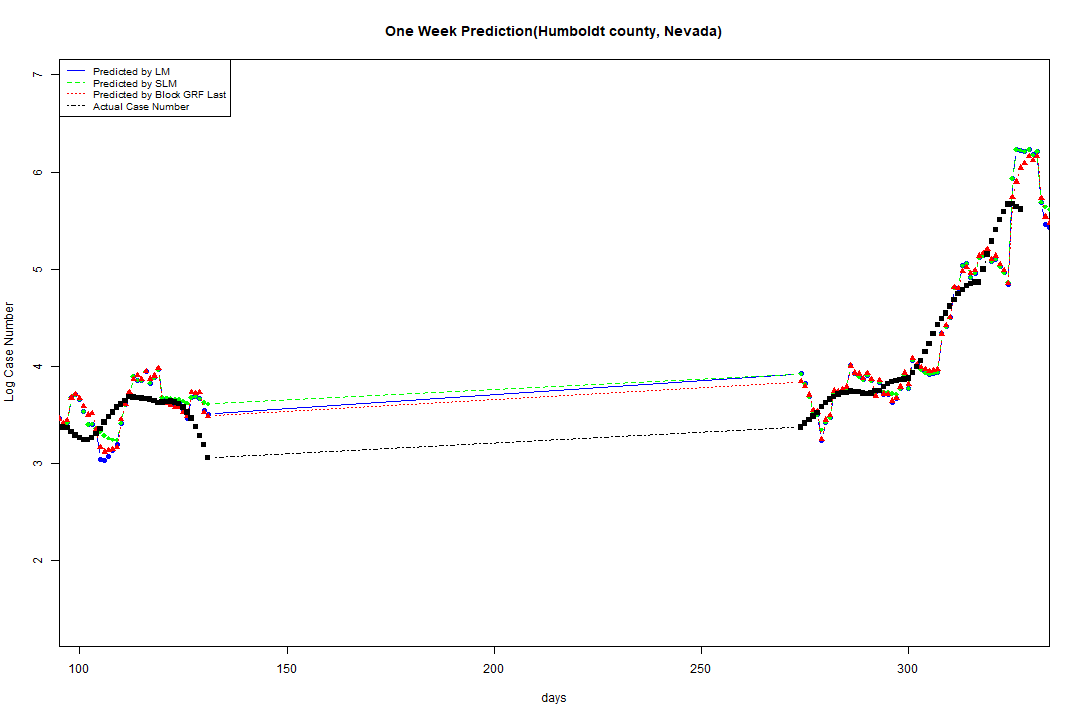 One Week Prediction(Humboldt county, Nevada)
Predicted by LM
Predicted by SLM
Predicted by Block GRF Last
Actual Case Number
7
6
5
4
3
2
Log Case Number
100 150 200 250 300
days